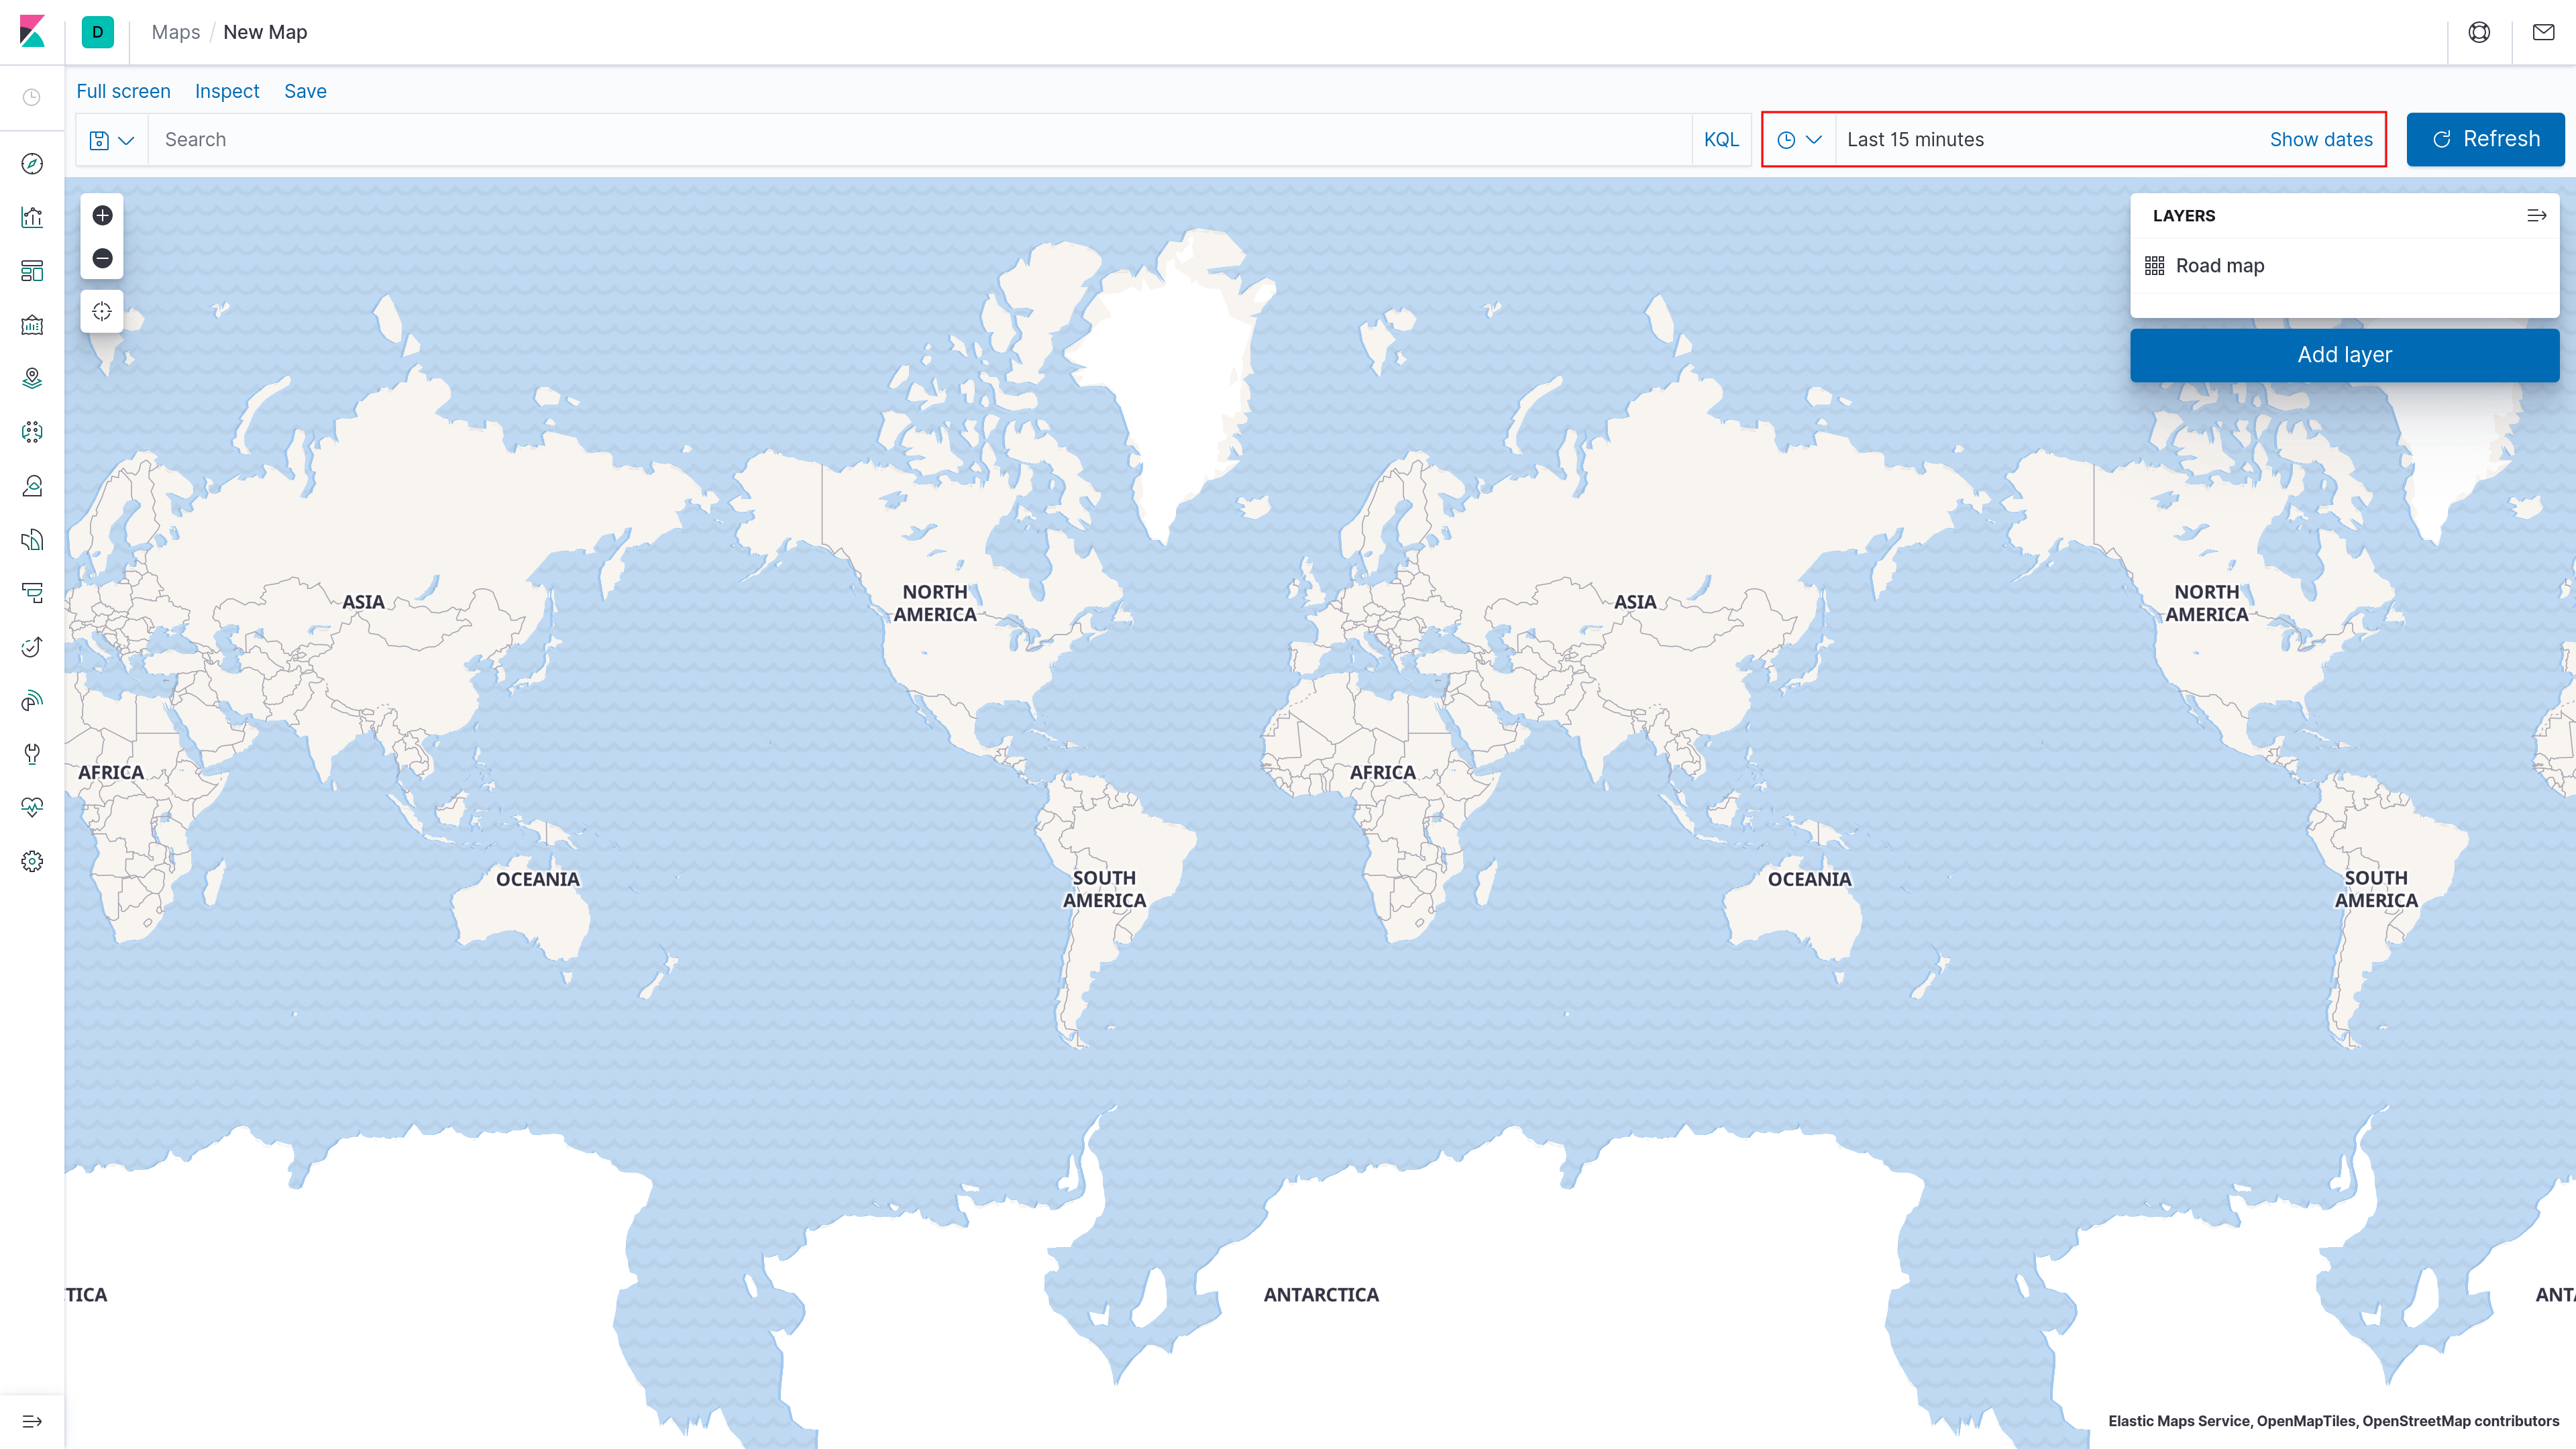 D Maps / New Map
Full screen Inspect Save
Search KQL Last 15 minutes Show dates Refresh
LAYERS
Road map
Add layer
ASIA
NORTH
AMERICA
ASIA
NORTH
AMERICA
AFRICA
AFRICA
OCEANIA
SOUTH
AMERICA
OCEANIA
SOUTH
AMERICA
TICA
ANTARCTICA
ANT
Elastic Maps Service, OpenMapTiles, OpenStreetMap contributors